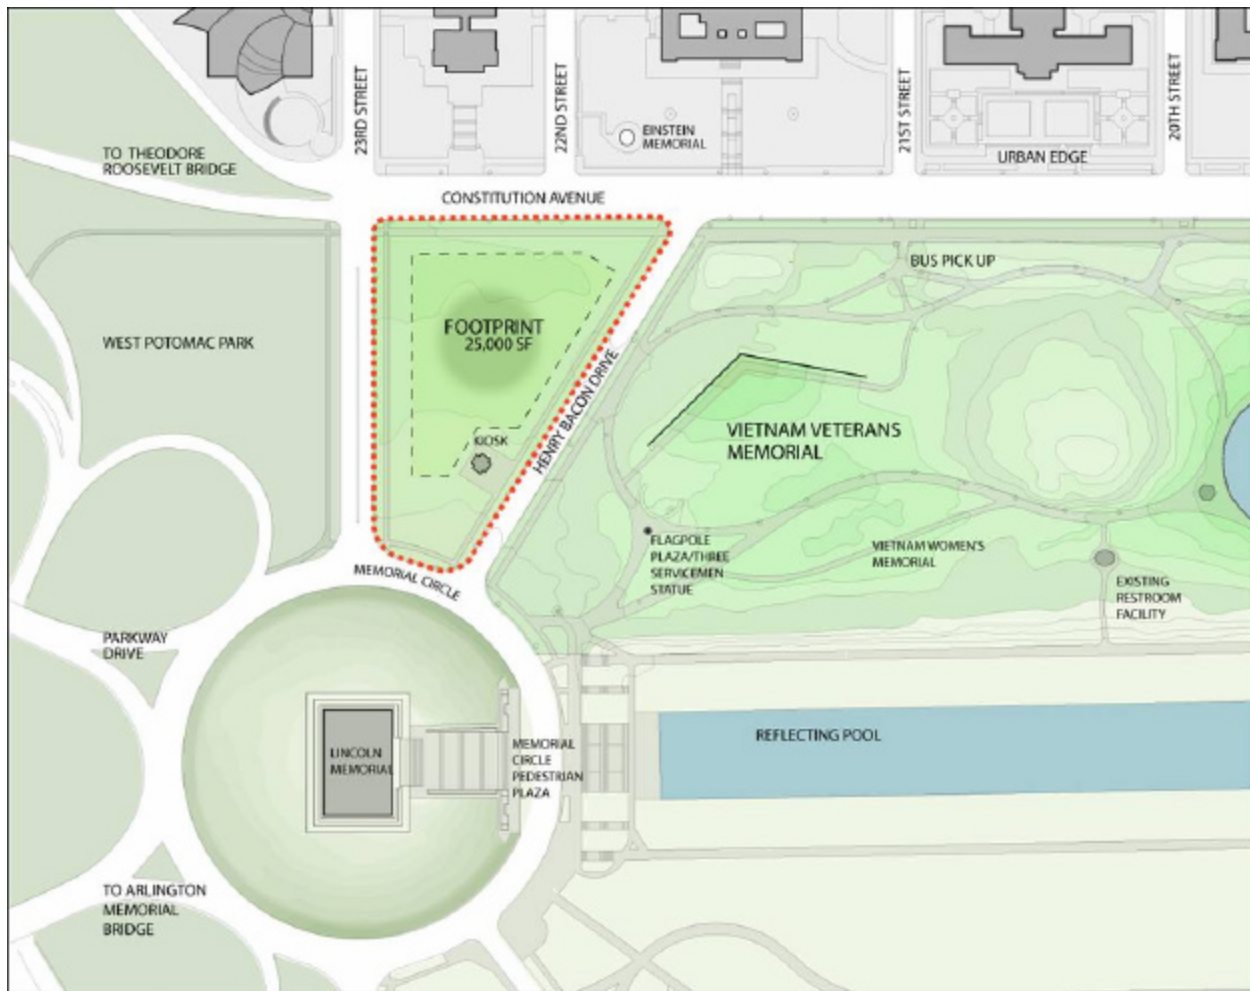 23RD STREET
22ND STREET
21ST STREET
20TH STREET
EINSTEIN
MEMORIAL
URBAN EDGE
TO THEODORE
ROOSEVELT BRIDGE
CONSTITUTION AVENUE
BUS PICK UP
WEST POTOMAC PARK
FOOTPRINT
25,000 SF
HENRY BACON DRIVE
KIOSK
VIETNAM VETERANS
MEMORIAL
FLAGPOLE
PLAZA/THREE
SERVICEMEN
STATUE
VIETNAM WOMEN'S
MEMORIAL
EXISTING
RESTROOM
FACILITY
MEMORIAL CIRCLE
PARKWAY
DRIVE
LINCOLN
MEMORIAL
MEMORIAL
CIRCLE
PEDESTRIAN
PLAZA
REFLECTING POOL
TO ARLINGTON
MEMORIAL
BRIDGE